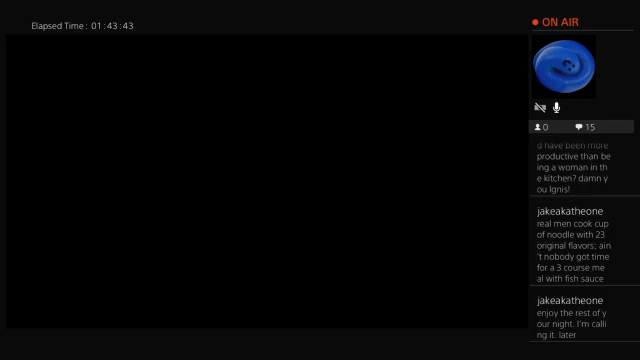 Elapsed Time : 01:43:43
ON AIR
0
15
d have been more
productive than be
ing a woman in th
e kitchen? damn y
ou Ignis!
jakeakatheone
real men cook cup
of noodle with 23
original flavors; ain
't nobody got time
for a 3 course me
al with fish sauce
jakeakatheone
enjoy the rest of y
our night. I'm calli
ng it. later